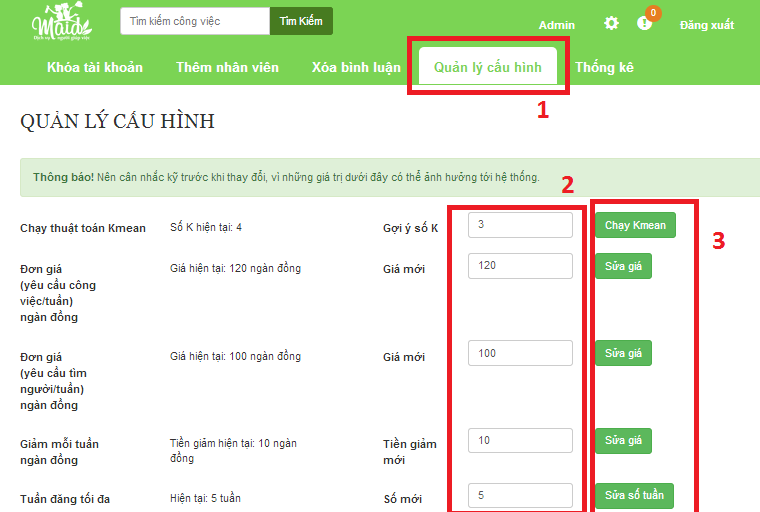 Maid
Dịch vụ người giúp việc
Tìm kiếm công việc
Tìm Kiếm
Admin
0
Đăng xuất
Khóa tài khoản
Thêm nhân viên
Xóa bình luận
Quản lý cấu hình
Thống kê
1
QUẢN LÝ CẤU HÌNH
Thông báo! Nên cân nhắc kỹ trước khi thay đổi, vì những giá trị dưới đây có thể ảnh hưởng tới hệ thống.
2
3
Chạy thuật toán Kmean
Số K hiện tại: 4
Gợi ý số K
3
Chạy Kmean
Đơn giá
(yêu cầu công
việc/tuần)
ngàn đồng
Giá hiện tại: 120 ngàn đồng
Giá mới
120
Sửa giá
Đơn giá
(yêu cầu tìm
người/tuần)
ngàn đồng
Giá hiện tại: 100 ngàn đồng
Giá mới
100
Sửa giá
Giảm mỗi tuần
ngàn đồng
Tiền giảm hiện tại: 10 ngàn
đồng
Tiền giảm
mới
10
Sửa giá
Tuần đăng tối đa
Hiện tại: 5 tuần
Số mới
5
Sửa số tuần